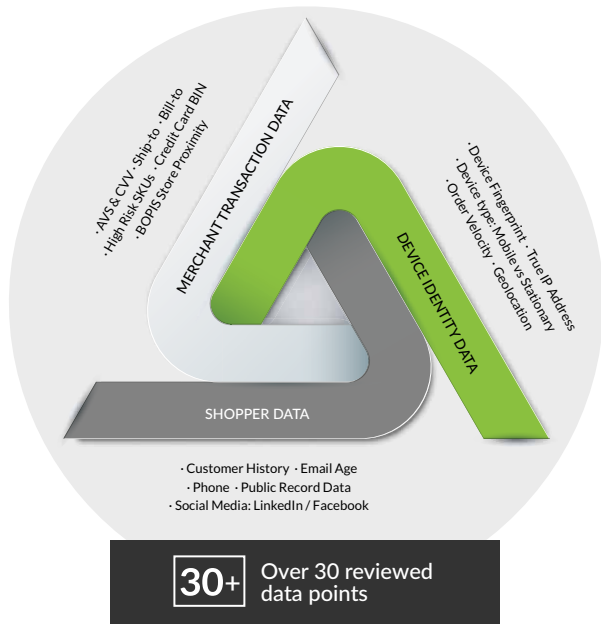 MERCHANT TRANSACTION DATA
· AVS & CVV · Ship-to · Bill-to
· High Risk SKUs · Credit Card BIN
· BOPIS Store Proximity
DEVICE IDENTITY DATA
· Device Fingerprint · True IP Address
· Device type: Mobile vs Stationary
· Order Velocity · Geolocation
SHOPPER DATA
· Customer History · Email Age
· Phone · Public Record Data
· Social Media: LinkedIn / Facebook
30+
Over 30 reviewed
data points